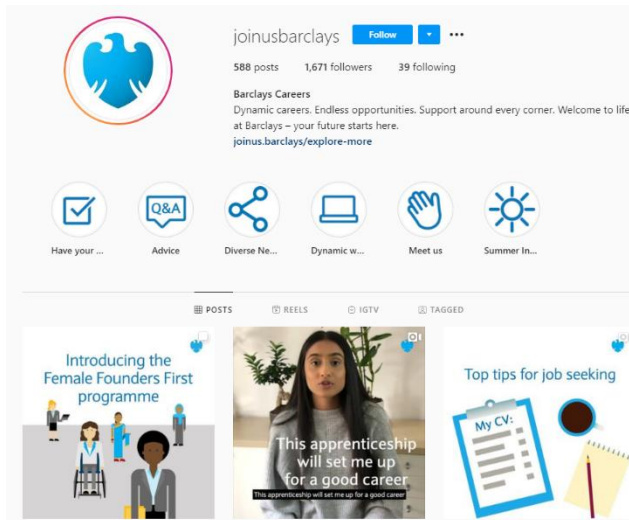 joinusbarclays Follow
588 posts 1,671 followers 39 following
Barclays Careers
Dynamic careers. Endless opportunities. Support around every corner. Welcome to life
at Barclays – your future starts here.
joinus.barclays/explore-more
Q&A
Have your ... Advice Diverse Ne... Dynamic w... Meet us Summer In...
POSTS REELS IGTV TAGGED
Introducing the
Female Founders First
programme
This apprenticeship
will set me up
for a good career
This apprenticeship will set me up for a good career
Top tips for job seeking
My CV: